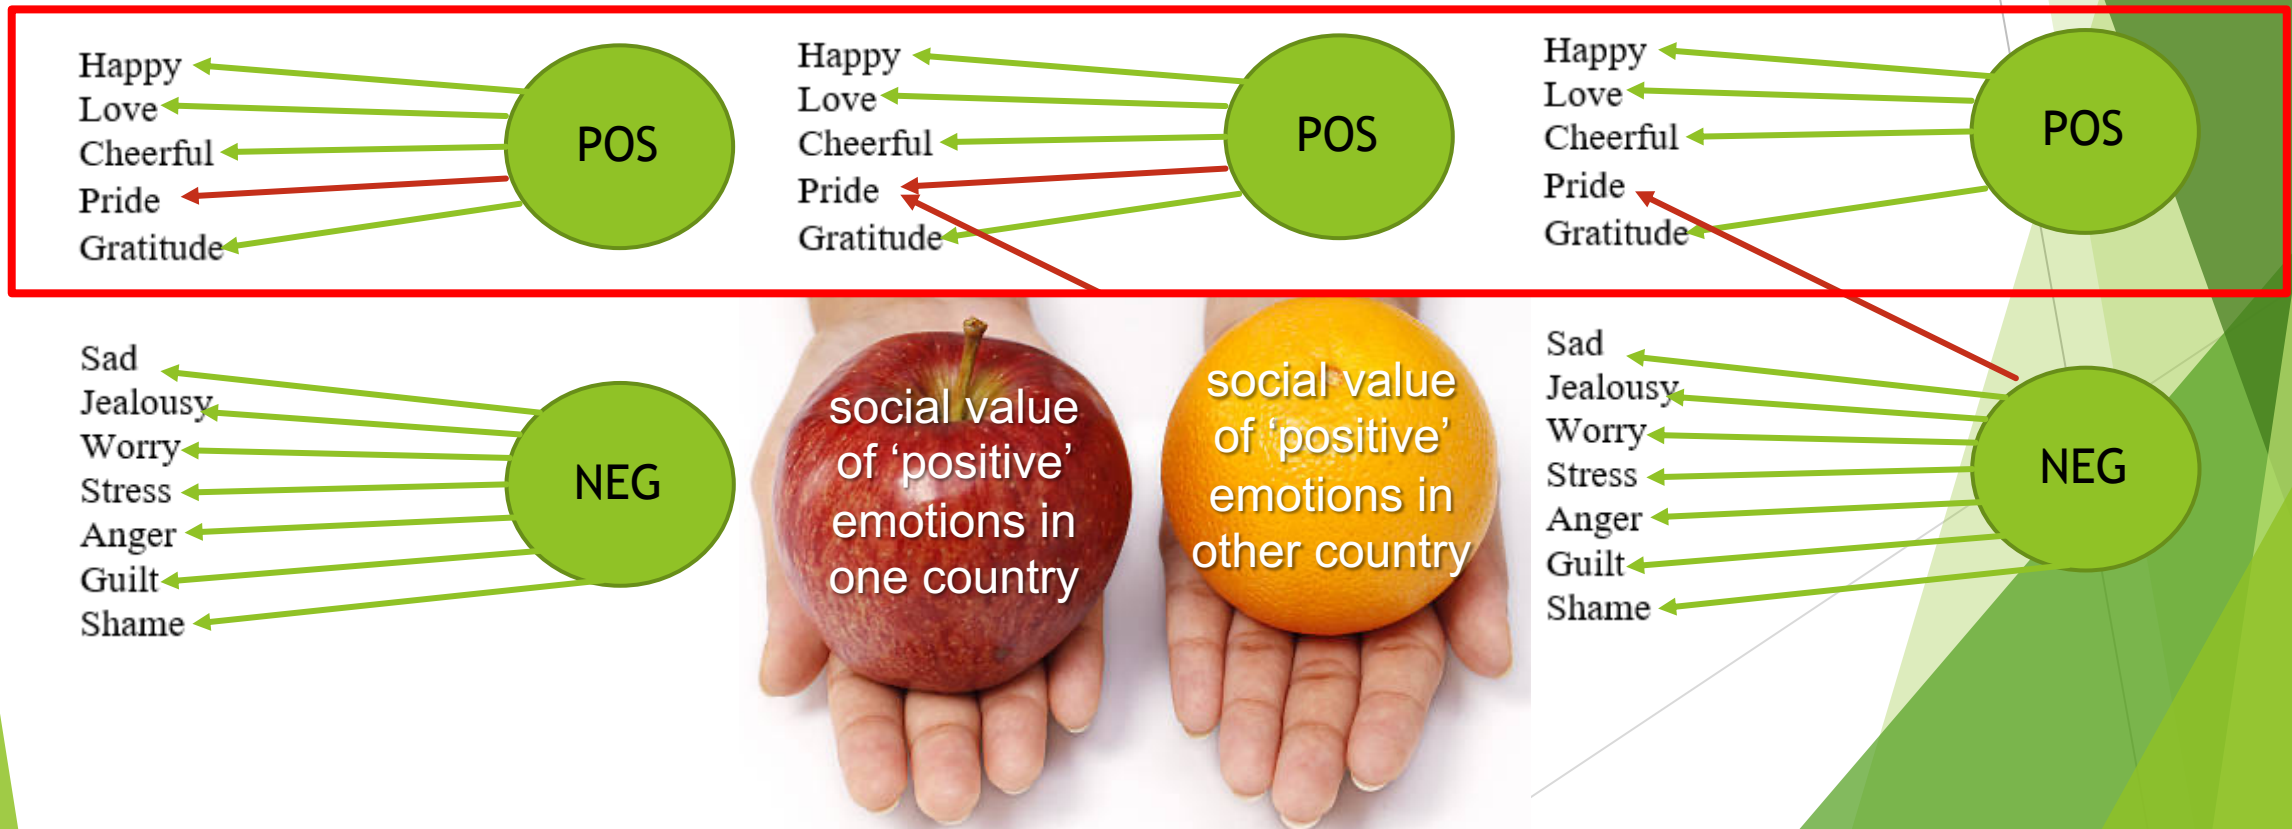 Happy
Love
Cheerful
Pride
Gratitude
POS
Happy
Love
Cheerful
Pride
Gratitude
POS
Happy
Love
Cheerful
Pride
Gratitude
POS
Sad
Jealousy
Worry
Stress
Anger
Guilt
Shame
NEG
social value
of ‘positive’
emotions in
one country
social value
of ‘positive’
emotions in
other country
Sad
Jealousy
Worry
Stress
Anger
Guilt
Shame
NEG